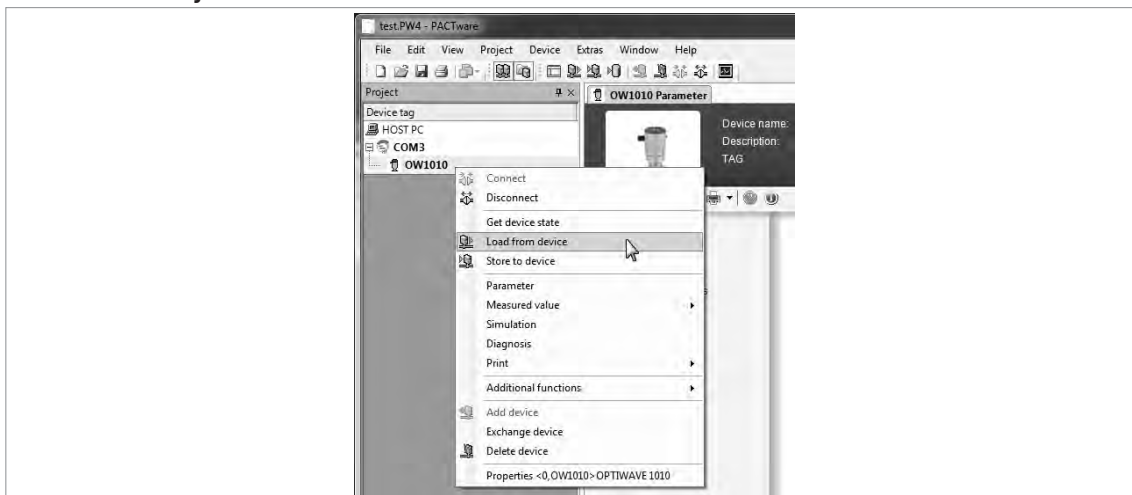 test.PW4 - PACTware
File Edit View Project Device Extras Window Help
Project
OW1010 Parameter
Device tag
HOST PC
COM3
OW1010
Device name:
Description:
TAG
Connect
Disconnect
Get device state
Load from device
Store to device
Parameter
Measured value
Simulation
Diagnosis
Print
Additional functions
Add device
Exchange device
Delete device
Properties <0,OW1010> OPTIWAVE 1010